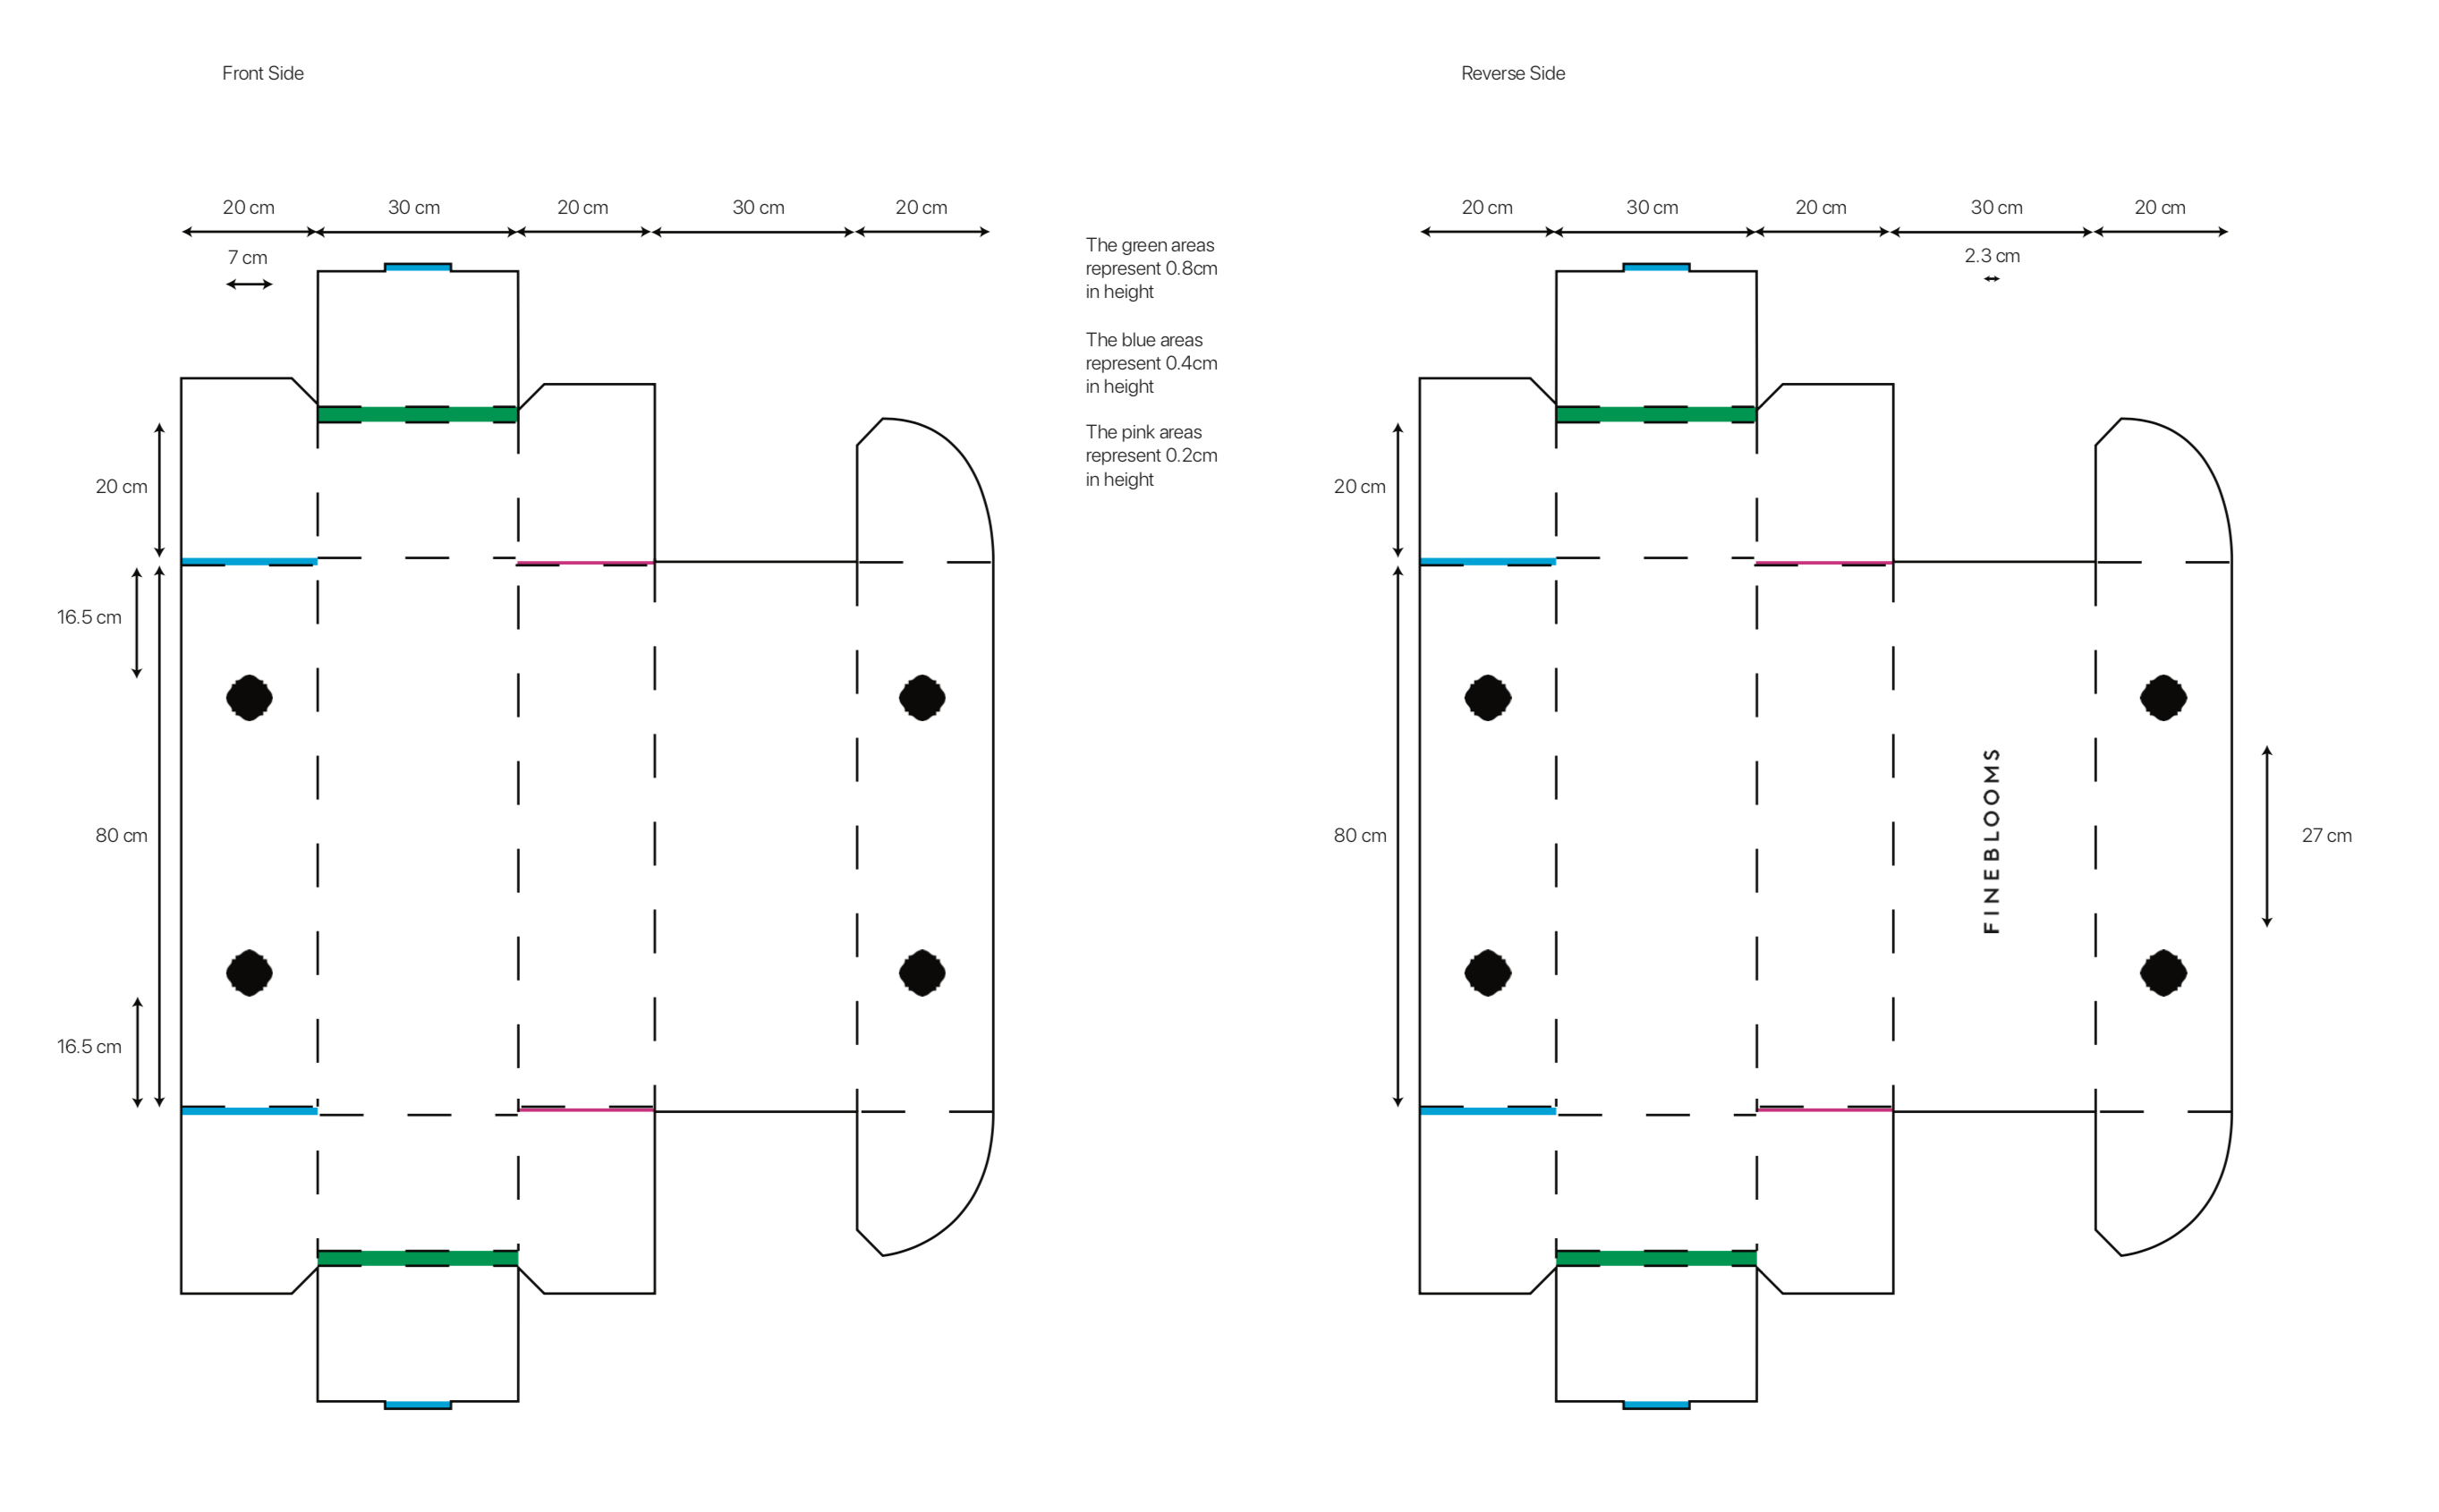 Front Side
Reverse Side
20 cm
30 cm
20 cm
30 cm
20 cm
7 cm
20 cm
16.5 cm
80 cm
16.5 cm
The green areas
represent 0.8cm
in height
The blue areas
represent 0.4cm
in height
The pink areas
represent 0.2cm
in height
20 cm
30 cm
20 cm
30 cm
20 cm
2.3 cm
20 cm
80 cm
FINEBLOOMS
27 cm